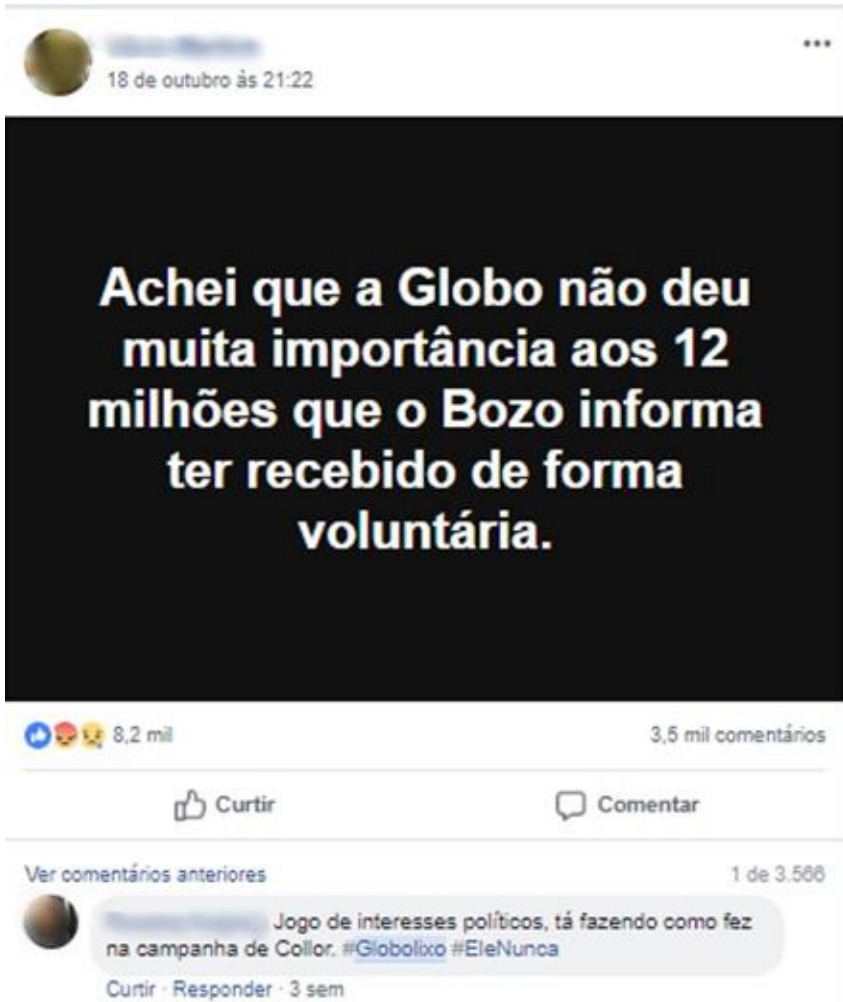 18 de outubro às 21:22
Achei que a Globo não deu
muita importância aos 12
milhões que o Bozo informa
ter recebido de forma
voluntária.
8,2 mil
3,5 mil comentários
Curtir
Comentar
Ver comentários anteriores
1 de 3.566
Jogo de interesses políticos, tá fazendo como fez
na campanha de Collor. #Globolixo #EleNunca
Curtir · Responder · 3 sem